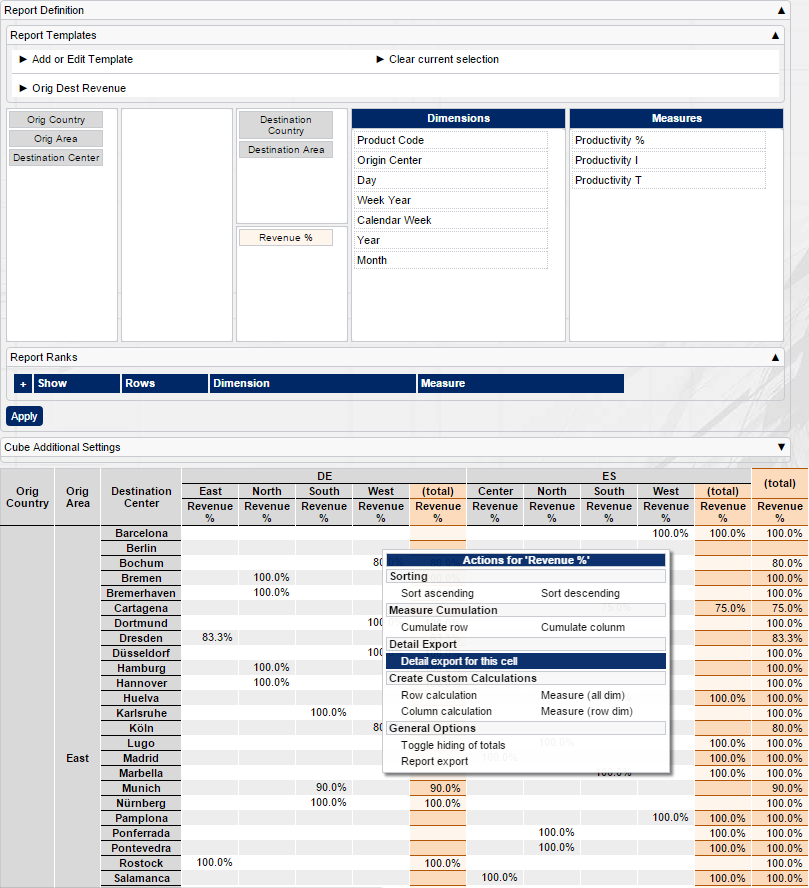 Report Definition
Report Templates
► Add or Edit Template ► Clear current selection
► Orig Dest Revenue
Orig Country
Orig Area
Destination Center
Destination
Country
Destination Area
Revenue %
Dimensions
Product Code
Origin Center
Day
Week Year
Calendar Week
Year
Month
Measures
Productivity %
Productivity I
Productivity T
Report Ranks
+ Show Rows Dimension Measure
Apply
Cube Additional Settings
Orig Country Orig Area Destination Center
DE ES (total)
East North South West (total) Center North South West (total)
Revenue % Revenue % Revenue % Revenue % Revenue % Revenue % Revenue % Revenue % Revenue % Revenue % Revenue %
East
Barcelona 100.0% 100.0% 100.0%
Berlin
Bochum 80.0%
Bremen 100.0% 100.0%
Bremerhaven 100.0% 100.0%
Cartagena 75.0% 75.0%
Dortmund 100 100.0%
Dresden 83.3% 83.3%
Düsseldorf 100 100.0%
Hamburg 100.0% 100.0%
Hannover 100.0% 100.0%
Huelva 100.0% 100.0%
Karlsruhe 100.0% 100.0%
Köln 80.0%
Lugo 100.0% 100.0% 100.0%
Madrid 100.0% 100.0%
Marbella 100.0% 100.0% 100.0%
Munich 90.0% 90.0% 90.0%
Nürnberg 100.0% 100.0% 100.0%
Pamplona 100.0% 100.0% 100.0%
Ponferrada 100.0% 100.0% 100.0%
Pontevedra 100.0% 100.0% 100.0%
Rostock 100.0% 100.0% 100.0%
Salamanca 100.0% 100.0% 100.0%
Actions for 'Revenue %'
Sorting
Sort ascending Sort descending
Measure Cumulation
Cumulate row Cumulate colunm
Detail Export
Detail export for this cell
Create Custom Calculations
Row calculation Measure (all dim)
Column calculation Measure (row dim)
General Options
Toggle hiding of totals
Report export